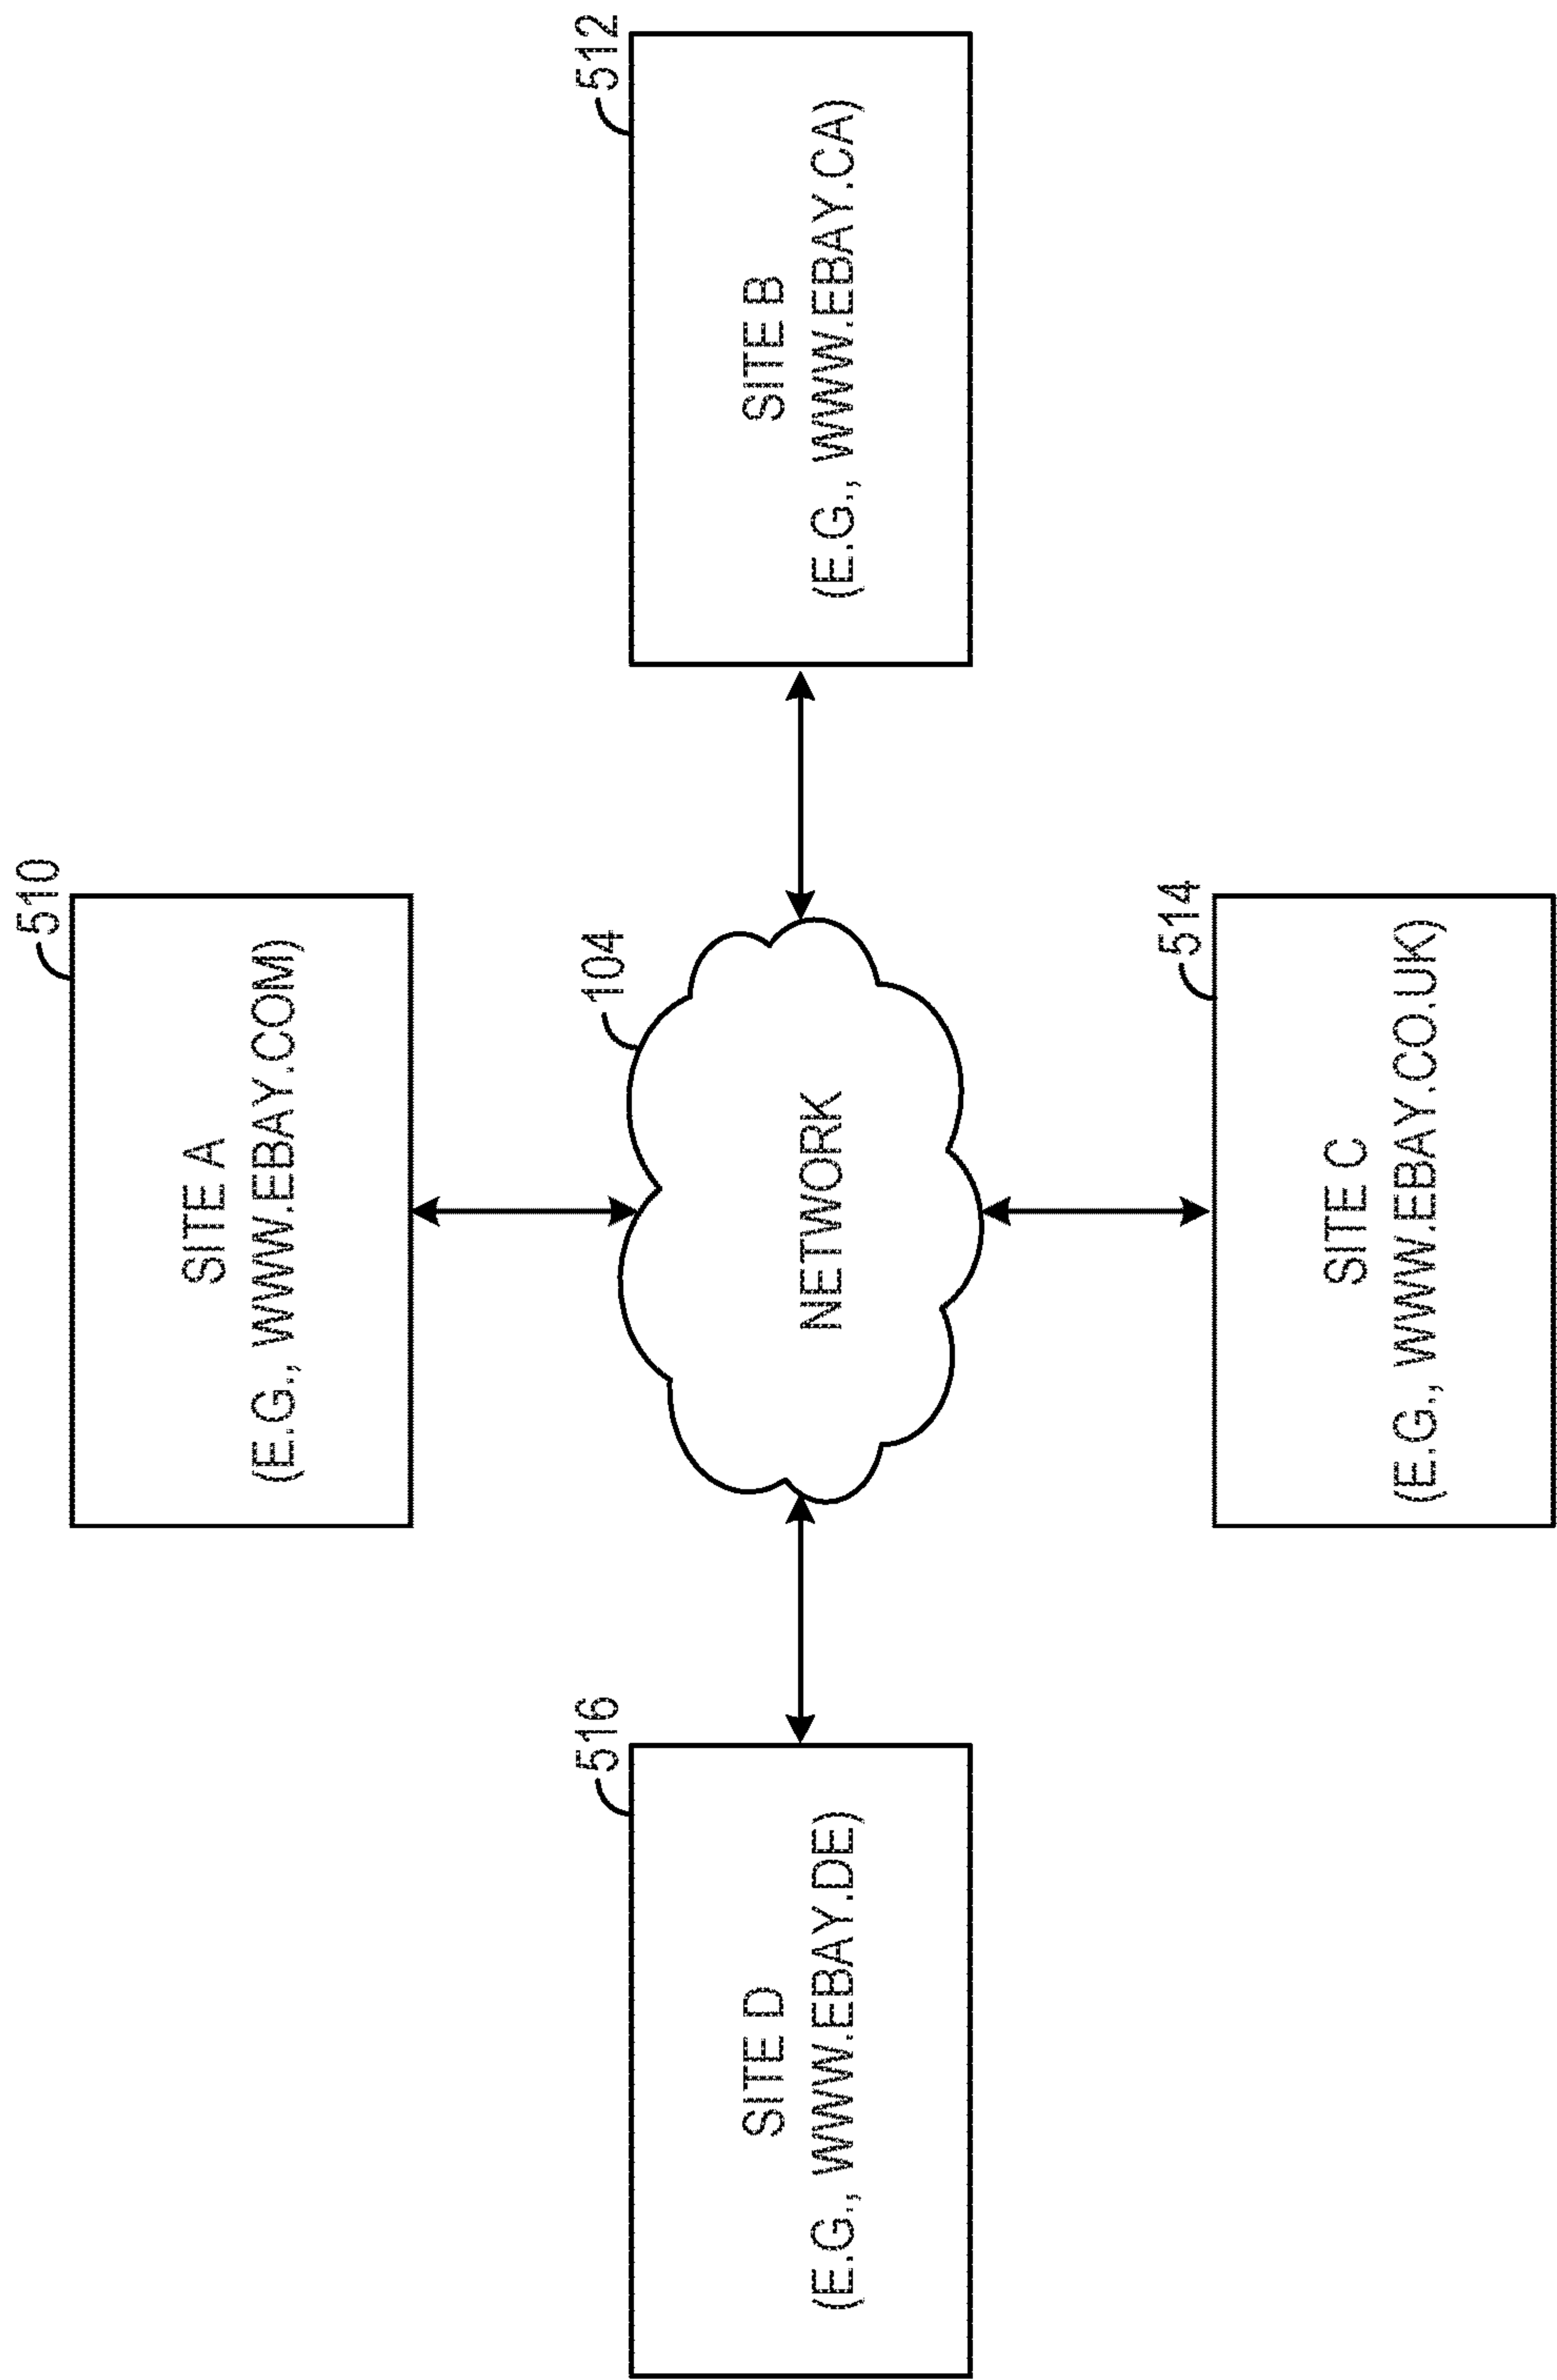 510
SITE A
(E.G., WWW.EBAY.COM)
516
SITE D
(E.G., WWW.EBAY.DE)
104
NETWORK
512
SITE B
(E.G., WWW.EBAY.CA)
514
SITE C
(E.G., WWW.EBAY.CO.UK)